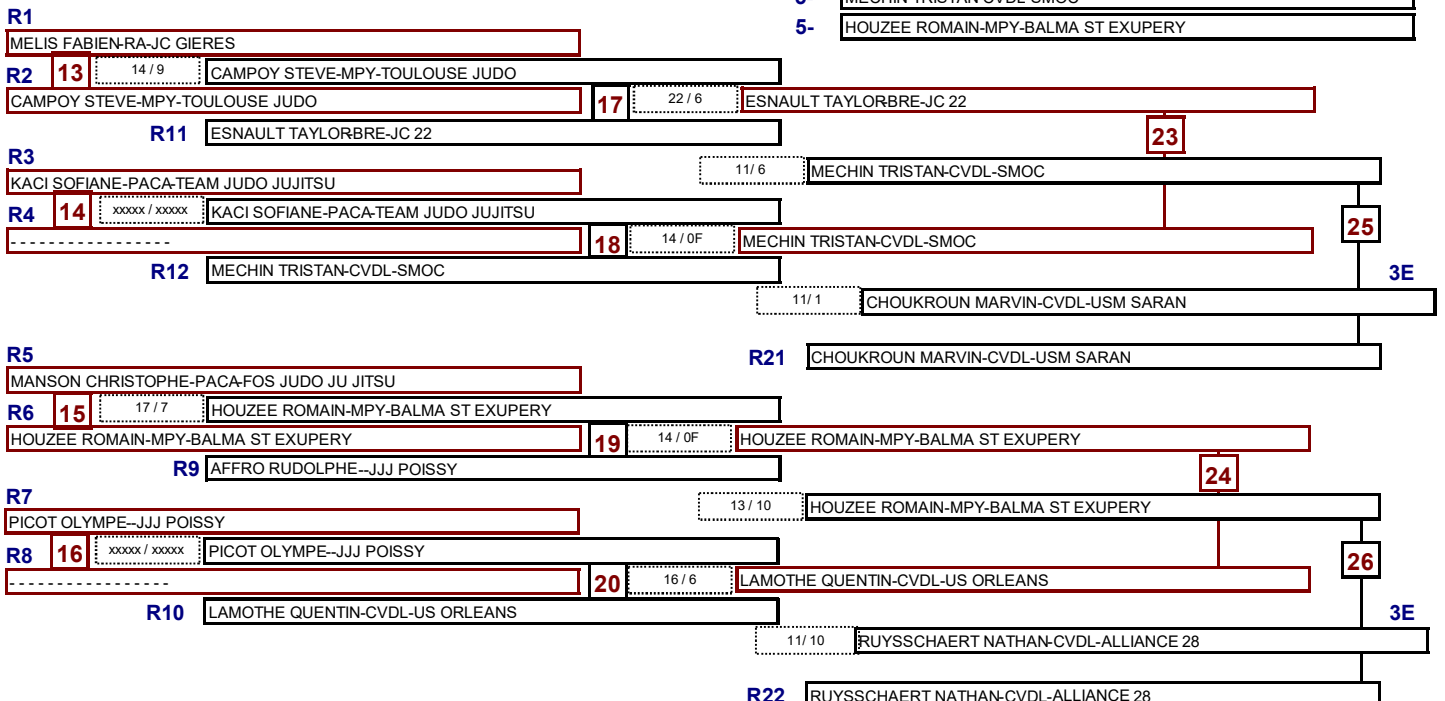 5- MECHIN TRISTAN-CVDL-SMOC
R1
5- HOUZEE ROMAIN-MPY-BALMA ST EXUPERY
MELIS FABIEN-RA-JC GIERES
R2 13 14 / 9 CAMPOY STEVE-MPY-TOULOUSE JUDO
CAMPOY STEVE-MPY-TOULOUSE JUDO 17 22 / 6 ESNAULT TAYLOR-BRE-JC 22
R11 ESNAULT TAYLOR-BRE-JC 22 23
R3
11/ 6 MECHIN TRISTAN-CVDL-SMOC
KACI SOFIANE-PACA-TEAM JUDO JUJITSU
R4 14 xxxxx / xxxxx KACI SOFIANE-PACA-TEAM JUDO JUJITSU 25
- - - - - - - - - - - - - - - - - 18 14 / 0F MECHIN TRISTAN-CVDL-SMOC
R12 MECHIN TRISTAN-CVDL-SMOC 3E
11/ 1 CHOUKROUN MARVIN-CVDL-USM SARAN
R5
R21 CHOUKROUN MARVIN-CVDL-USM SARAN
MANSON CHRISTOPHE-PACA-FOS JUDO JU JITSU
R6 15 17 / 7 HOUZEE ROMAIN-MPY-BALMA ST EXUPERY
HOUZEE ROMAIN-MPY-BALMA ST EXUPERY 19 14 / 0F HOUZEE ROMAIN-MPY-BALMA ST EXUPERY
R9 AFFRO RUDOLPHE--JJJ POISSY 24
R7
13 / 10 HOUZEE ROMAIN-MPY-BALMA ST EXUPERY
PICOT OLYMPE--JJJ POISSY
R8 16 xxxxx / xxxxx PICOT OLYMPE--JJJ POISSY 26
- - - - - - - - - - - - - - - - - 20 16 / 6 LAMOTHE QUENTIN-CVDL-US ORLEANS
R10 LAMOTHE QUENTIN-CVDL-US ORLEANS 3E
11/ 10 RUYSSCHAERT NATHAN-CVDL-ALLIANCE 28
R22 RUYSSCHAERT NATHAN-CVDL-ALLIANCE 28